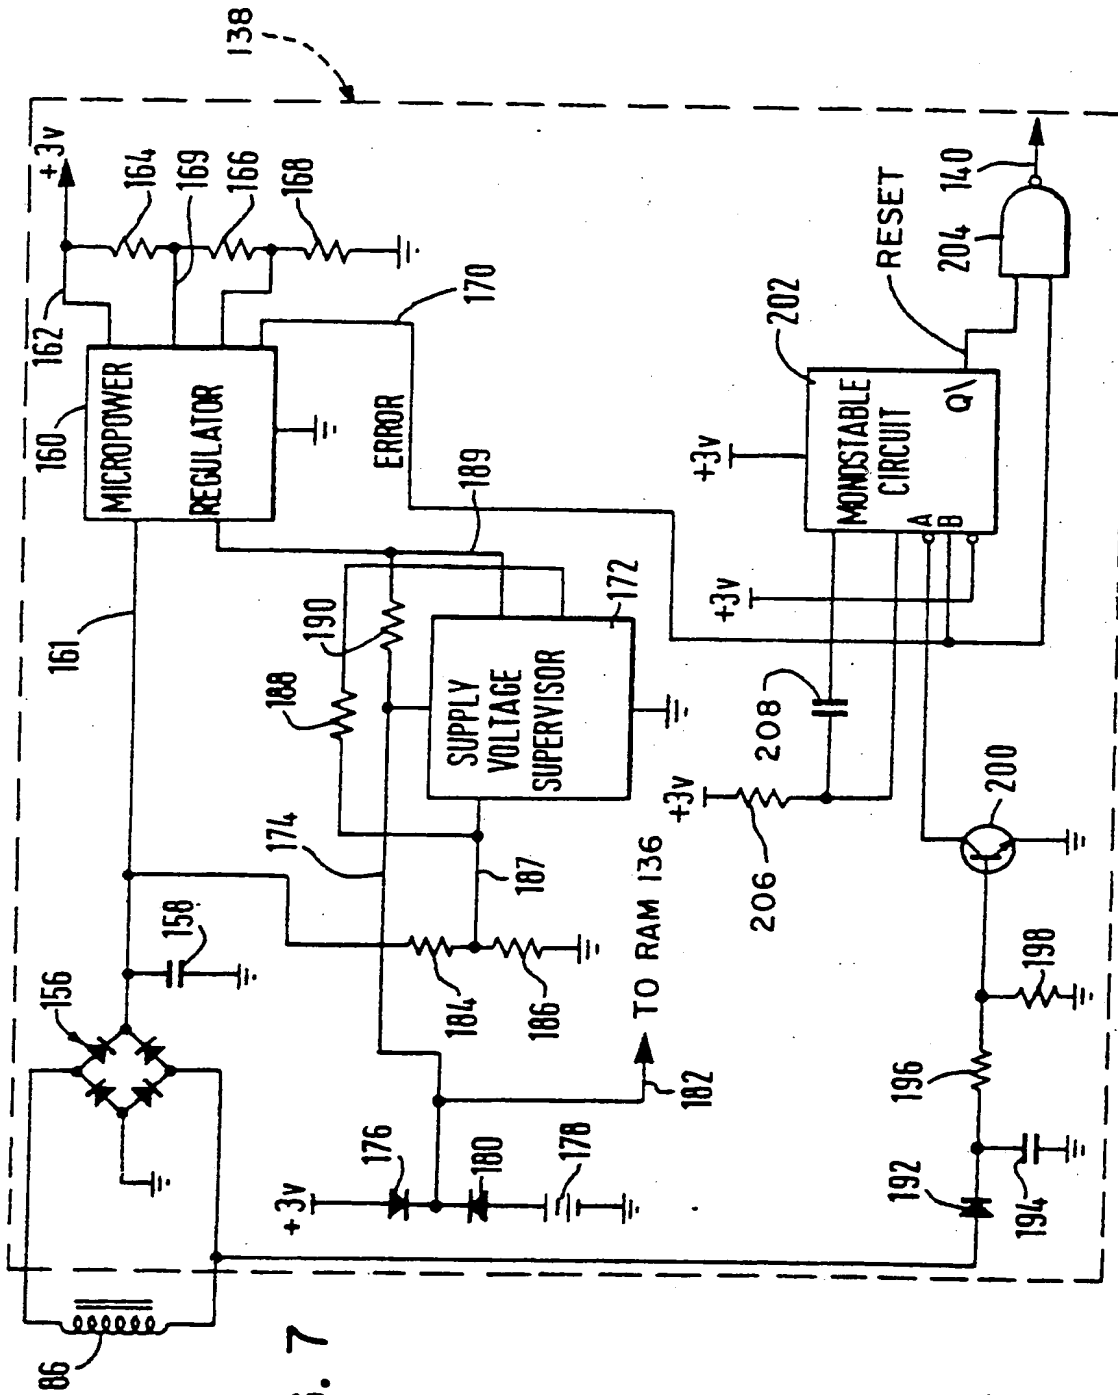 138
+3v
162
164
169
166
168
160
MICROPOWER
REGULATOR
170
ERROR
161
189
190
188
172
SUPPLY
VOLTAGE
SUPERVISOR
174
187
184
186
158
156
TO RAM 136
182
+3v
176
180
178
86
7
RESET
140
204
202
+3v
MONOSTABLE
CIRCUIT
Q\
A
B
+3v
208
+3v
206
200
198
196
192
194